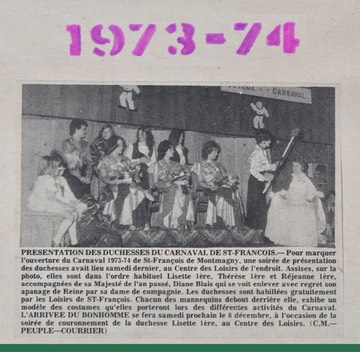 1973-74
CARNAVAL
PRESENTATION DES DUCHESSES DU CARNAVAL DE ST-FRANCOIS.— Pour marquer
l'ouverture du Carnaval 1973-74 de St-François de Montmagny, une soirée de présentation
des duchesses avait lieu samedi dernier, au Centre des Loisirs de l'endroit. Assises, sur la
photo, elles sont dans l'ordre habituel Lisette 1ère, Thérèse 1ère et Réjeanne 1ère,
accompagnées de sa Majesté de l'an passé, Diane Blais qui se voit enlever avec regret son
apanage de Reine par sa dame de compagnie. Les duchesses sont habillées gratuitement
par les Loisirs de ST-François. Chacun des mannequins debout derrière elle, exhibe un
modèle des costumes qu'elles porteront lors des différentes activités du Carnaval.
L'ARRIVEE DU BONHOMME se fera samedi prochain le 8 décembre, à l'occasion de la
soirée de couronnement de la duchesse Lisette 1ère, au Centre des Loisirs. (C.M.—
PEUPLE—COURRIER)